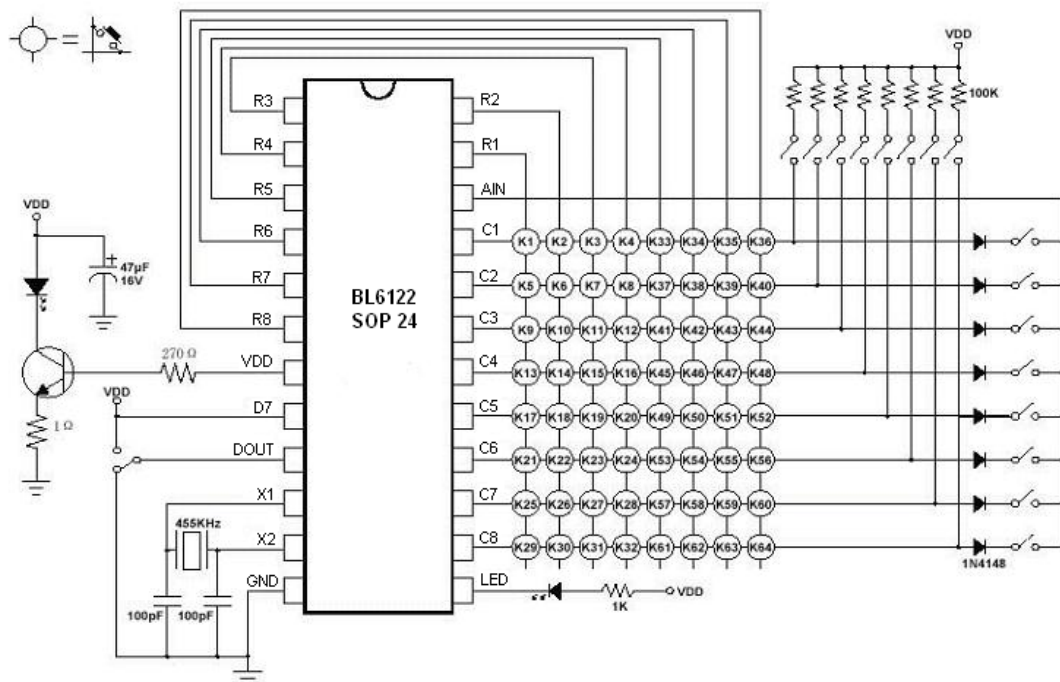 VDD
100K
R3
R2
R4
R1
R5
AIN
VDD
R6
C1
K1 K2 K3 K4 K33 K34 K35 K36
47µF
16V
R7
C2
K5 K6 K7 K8 K37 K38 K39 K40
BL6122
SOP 24
R8
C3
K9 K10 K11 K12 K41 K42 K43 K44
270 Ω
VDD
C4
K13 K14 K15 K16 K45 K46 K47 K48
VDD
D7
C5
K17 K18 K19 K20 K49 K50 K51 K52
1 Ω
DOUT
C6
K21 K22 K23 K24 K53 K54 K55 K56
X1
C7
K25 K26 K27 K28 K57 K58 K59 K60
455KHz
X2
C8
K29 K30 K31 K32 K61 K62 K63 K64
1N4148
GND
LED
VDD
1K
100pF 100pF